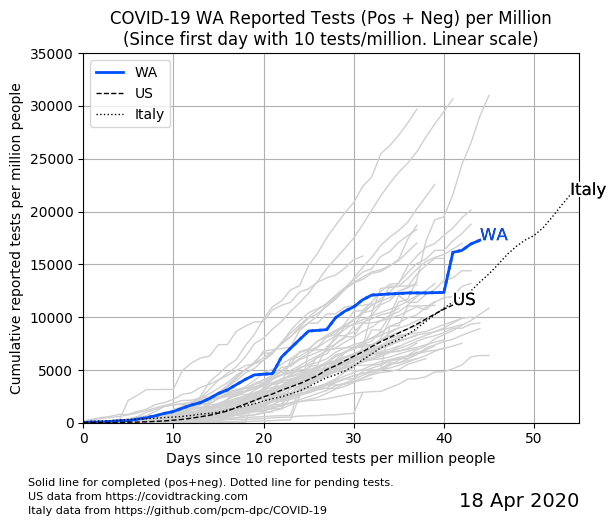 COVID-19 WA Reported Tests (Pos + Neg) per Million
(Since first day with 10 tests/million. Linear scale)
Cumulative reported tests per million people
35000
30000
25000
20000
15000
10000
5000
0
WA
US
Italy
Italy
WA
US
0 10 20 30 40 50
Days since 10 reported tests per million people
Solid line for completed (pos+neg). Dotted line for pending tests.
US data from https://covidtracking.com
Italy data from https://github.com/pcm-dpc/COVID-19
18 Apr 2020